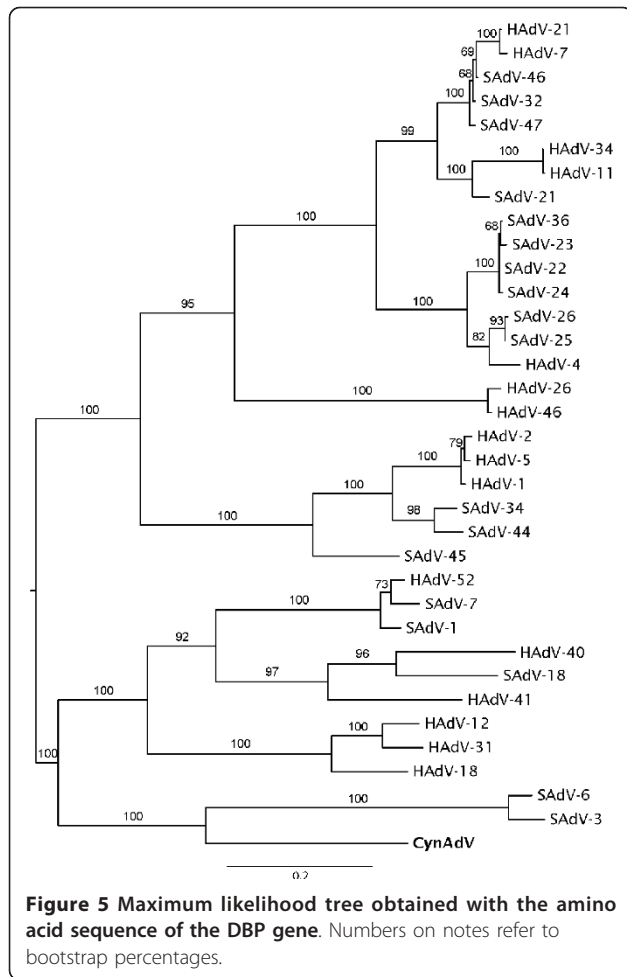 100
HAdV-21
HAdV-7
69
SAdV-46
68
SAdV-32
100
SAdV-47
99
100
HAdV-34
HAdV-11
100
SAdV-21
100
SAdV-36
68
SAdV-23
100
SAdV-22
SAdV-24
100
SAdV-26
93
SAdV-25
82
HAdV-4
95
HAdV-26
100
HAdV-46
100
HAdV-2
79
HAdV-5
100
HAdV-1
SAdV-34
98
SAdV-44
100
SAdV-45
HAdV-52
73
SAdV-7
100
SAdV-1
92
HAdV-40
96
SAdV-18
97
HAdV-41
100
HAdV-12
100
HAdV-31
100
HAdV-18
100
SAdV-6
100
SAdV-3
100
CynAdV
0.2
Figure 5 Maximum likelihood tree obtained with the amino
acid sequence of the DBP gene. Numbers on notes refer to
bootstrap percentages.